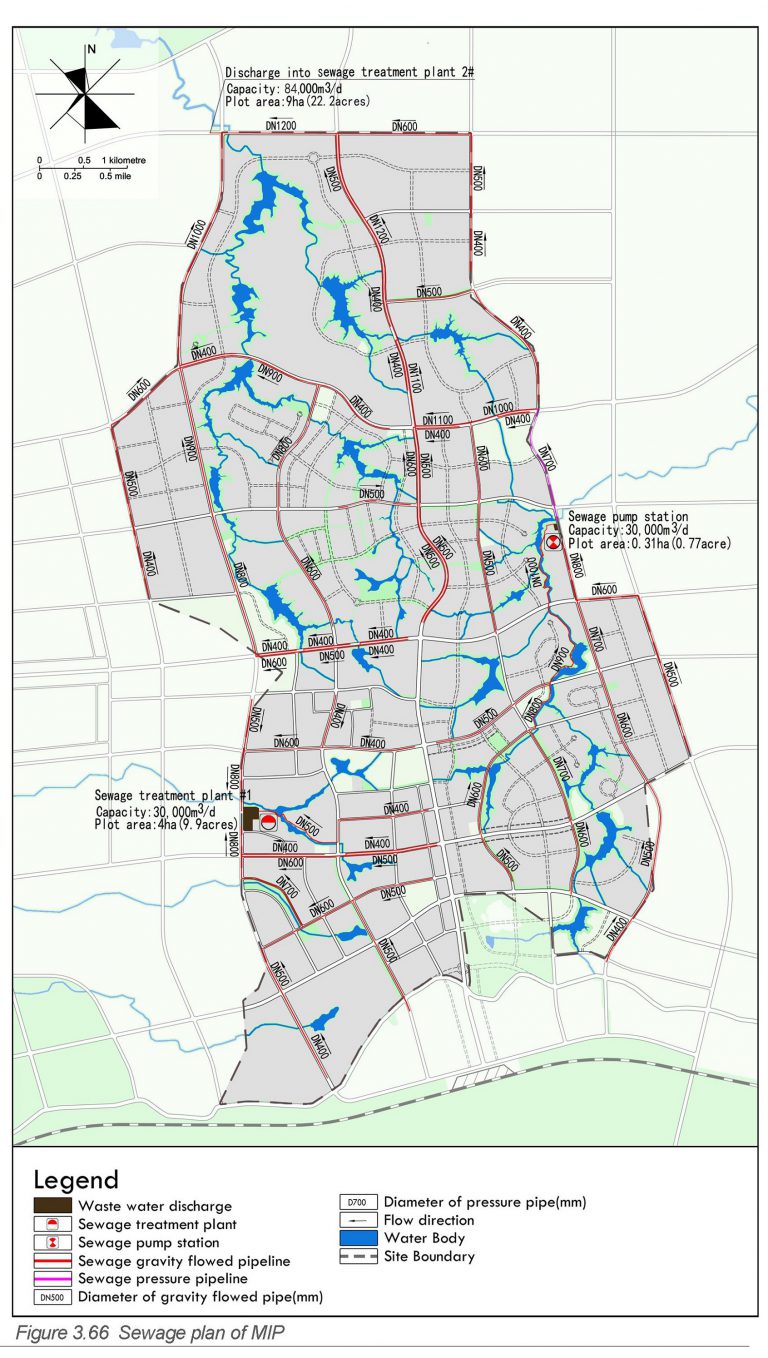 N
0 0.5 1 kilometre
0 0.25 0.5 mile
Discharge into sewage treatment plant 2#
Capacity: 84,000m3/d
Plot area:9ha(22.2acres)
DN1200
DN600
DN500
DN500
DN1000
DN1200
DN400
DN400
DN500
DN400
DN400
DN400
DN1100
DN600
DN900
DN400
DN1100
DN1000
DN400
DN400
DN900
DN800
DN600
DN500
DN600
DN700
DN500
DN500
Sewage pump station
Capacity:30,000m3/d
Plot area:0.31ha(0.77acre)
DN400
DN800
DN600
DN500
DN500
DN1000
DN800
DN600
DN400
DN400
DN400
DN500
DN400
DN600
DN700
DN900
DN500
DN500
DN400
DN500
DN800
DN600
DN600
DN400
DN700
DN800
DN600
Sewage treatment plant #1
Capacity:30,000m3/d
Plot area:4ha(9.9acres)
DN500
DN400
DN600
DN800
DN400
DN400
DN600
DN500
DN500
DN500
DN700
DN600
DN500
DN500
DN400
DN500
DN400
Legend
Waste water discharge
Sewage treatment plant
Sewage pump station
Sewage gravity flowed pipeline
Sewage pressure pipeline
DN500 Diameter of gravity flowed pipe(mm)
D700 Diameter of pressure pipe(mm)
Flow direction
Water Body
Site Boundary
Figure 3.66 Sewage plan of MIP